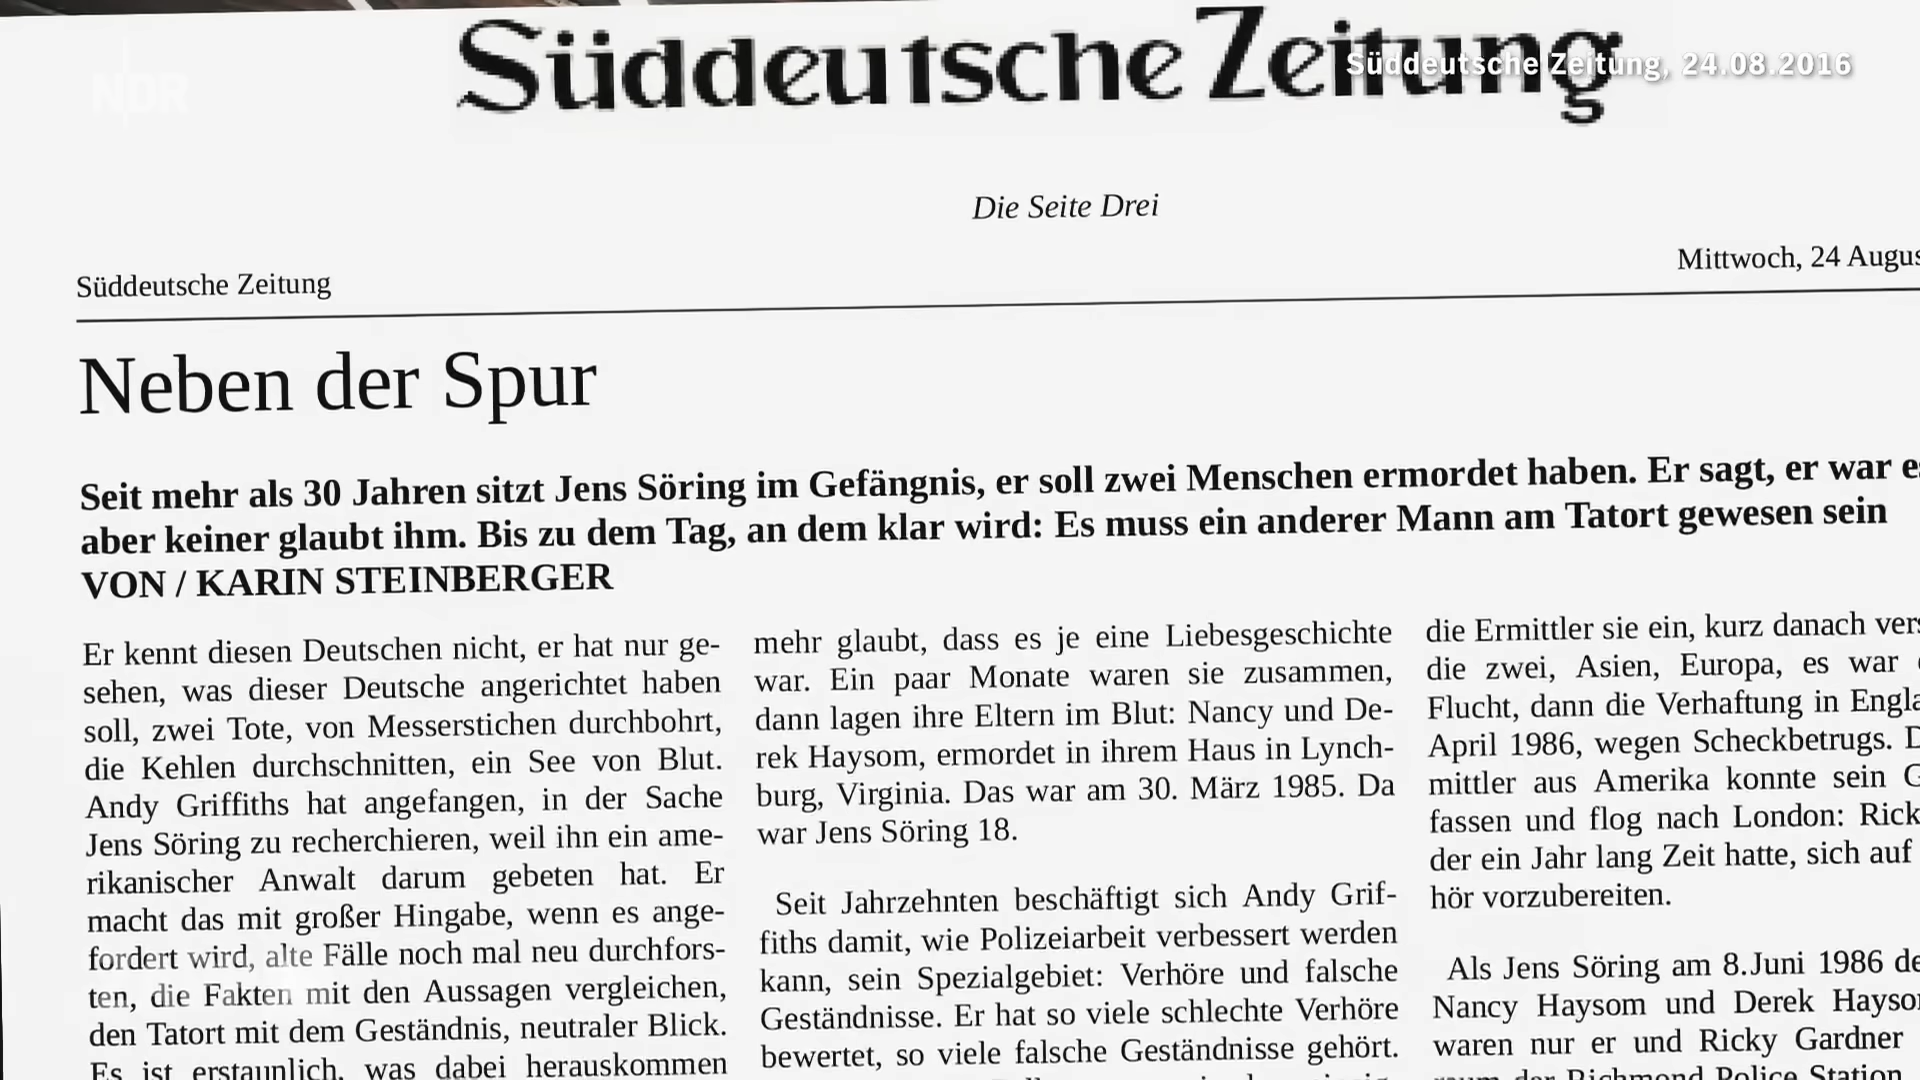 Süddeutsche Zeitung
NDR
Süddeutsche Zeitung, 24.08.2016
Die Seite Drei
Süddeutsche Zeitung
Mittwoch, 24
Neben der Spur
Seit mehr als 30 Jahren sitzt Jens Söring im Gefängnis, er soll zwei Menschen ermordet haben. Er sagt, er war
aber keiner glaubt ihm. Bis zu dem Tag, an dem klar wird: Es muss ein anderer Mann am Tatort gewesen sein
VON / KARIN STEINBERGER
Er kennt diesen Deutschen nicht, er hat nur ge-
sehen, was dieser Deutsche angerichtet haben
soll, zwei Tote, von Messerstichen durchbohrt,
die Kehlen durchschnitten, ein See von Blut.
Andy Griffiths hat angefangen, in der Sache
Jens Söring zu recherchieren, weil ihn ein ame-
rikanischer Anwalt darum gebeten hat. Er
macht das mit großer Hingabe, wenn es ange-
fordert wird, alte Fälle noch mal neu durchfors-
ten, die Fakten mit den Aussagen vergleichen,
den Tatort mit dem Geständnis, neutraler Blick.
Es ist erstaunlich, was dabei herauskommen
mehr glaubt, dass es je eine Liebesgeschichte
war. Ein paar Monate waren sie zusammen,
dann lagen ihre Eltern im Blut: Nancy und De-
rek Haysom, ermordet in ihrem Haus in Lynch-
burg, Virginia. Das war am 30. März 1985. Da
war Jens Söring 18.
Seit Jahrzehnten beschäftigt sich Andy Grif-
fiths damit, wie Polizeiarbeit verbessert werden
kann, sein Spezialgebiet: Verhöre und falsche
Geständnisse. Er hat so viele schlechte Verhöre
bewertet, so viele falsche Geständnisse gehört.
die Ermittler sie ein, kurz danach
die zwei, Asien, Europa, es war
Flucht, dann die Verhaftung in
April 1986, wegen Scheckbetrugs.
mittler aus Amerika konnte sein
fassen und flog nach London:
der ein Jahr lang Zeit hatte, sich auf
hör vorzubereiten.
Als Jens Söring am 8.Juni 1986
Nancy Haysom und Derek
waren nur er und Ricky Gardner
raum der Richmond Police Station